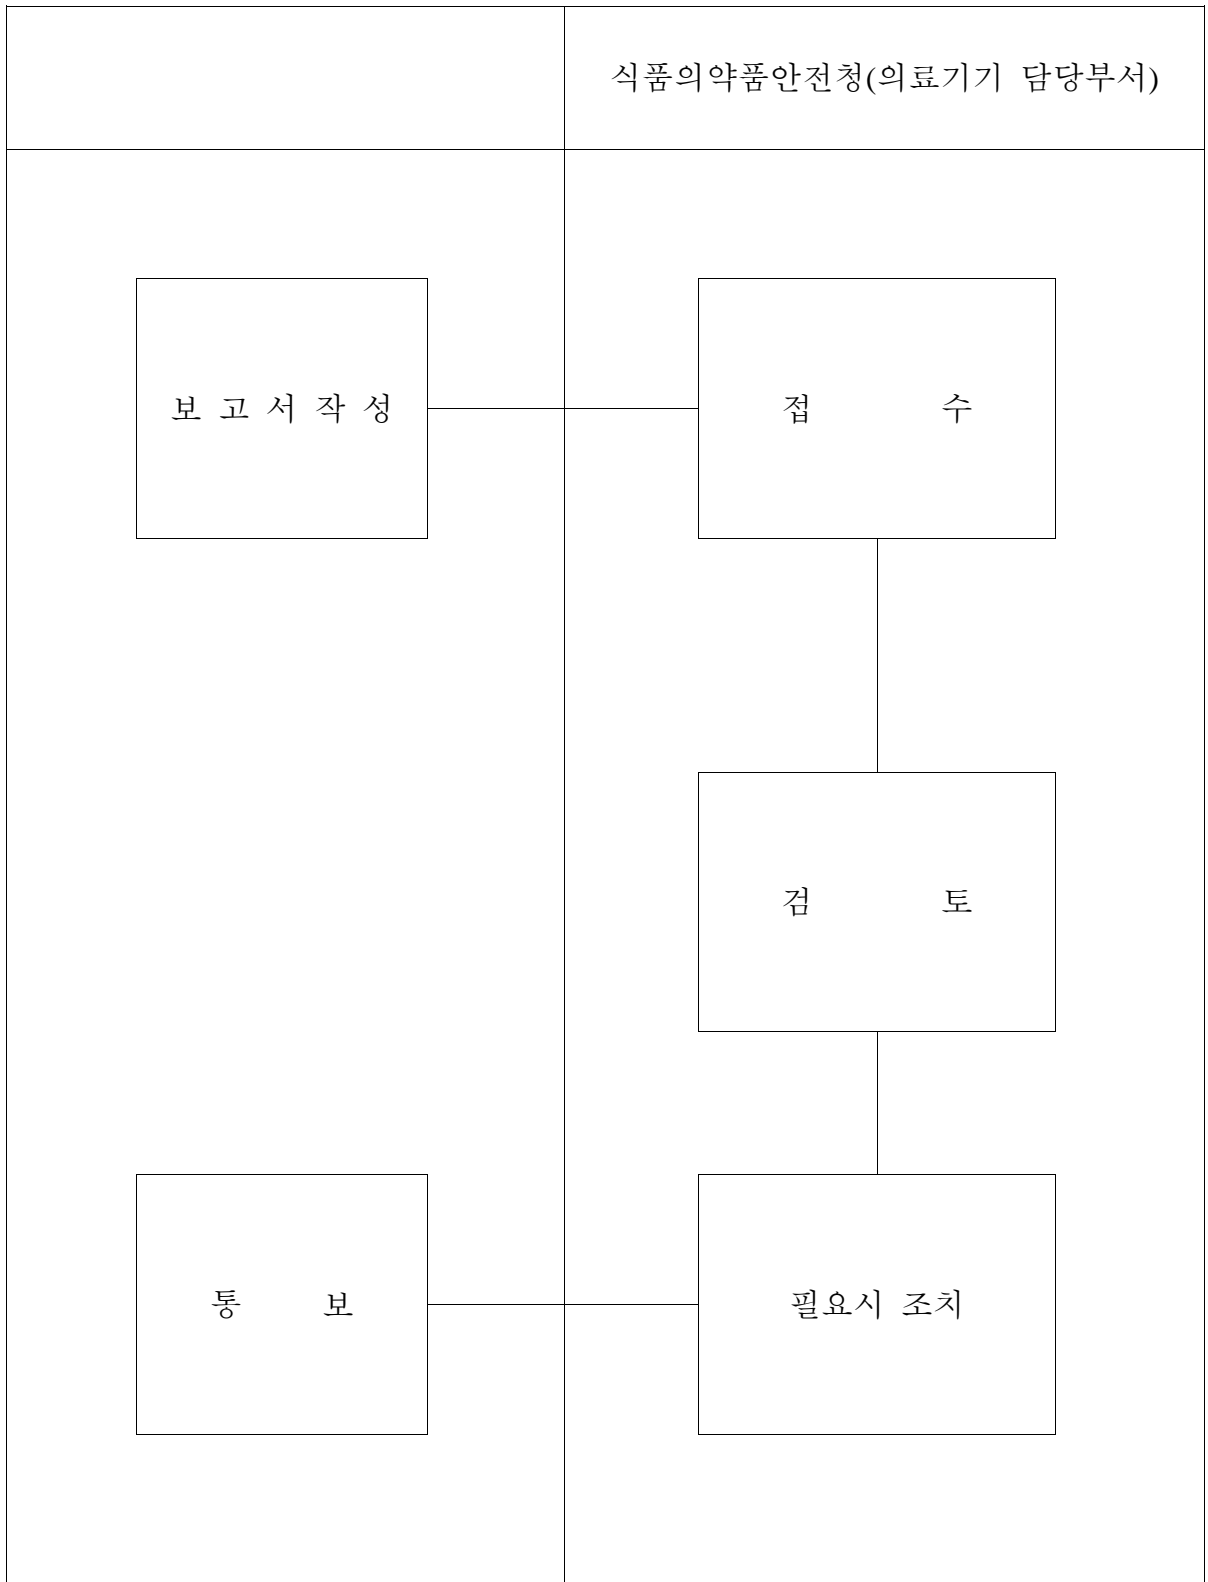 식품의약품안전청(의료기기 담당부서)
보 고 서 작 성
접 수
검 토
통 보
필요시 조치